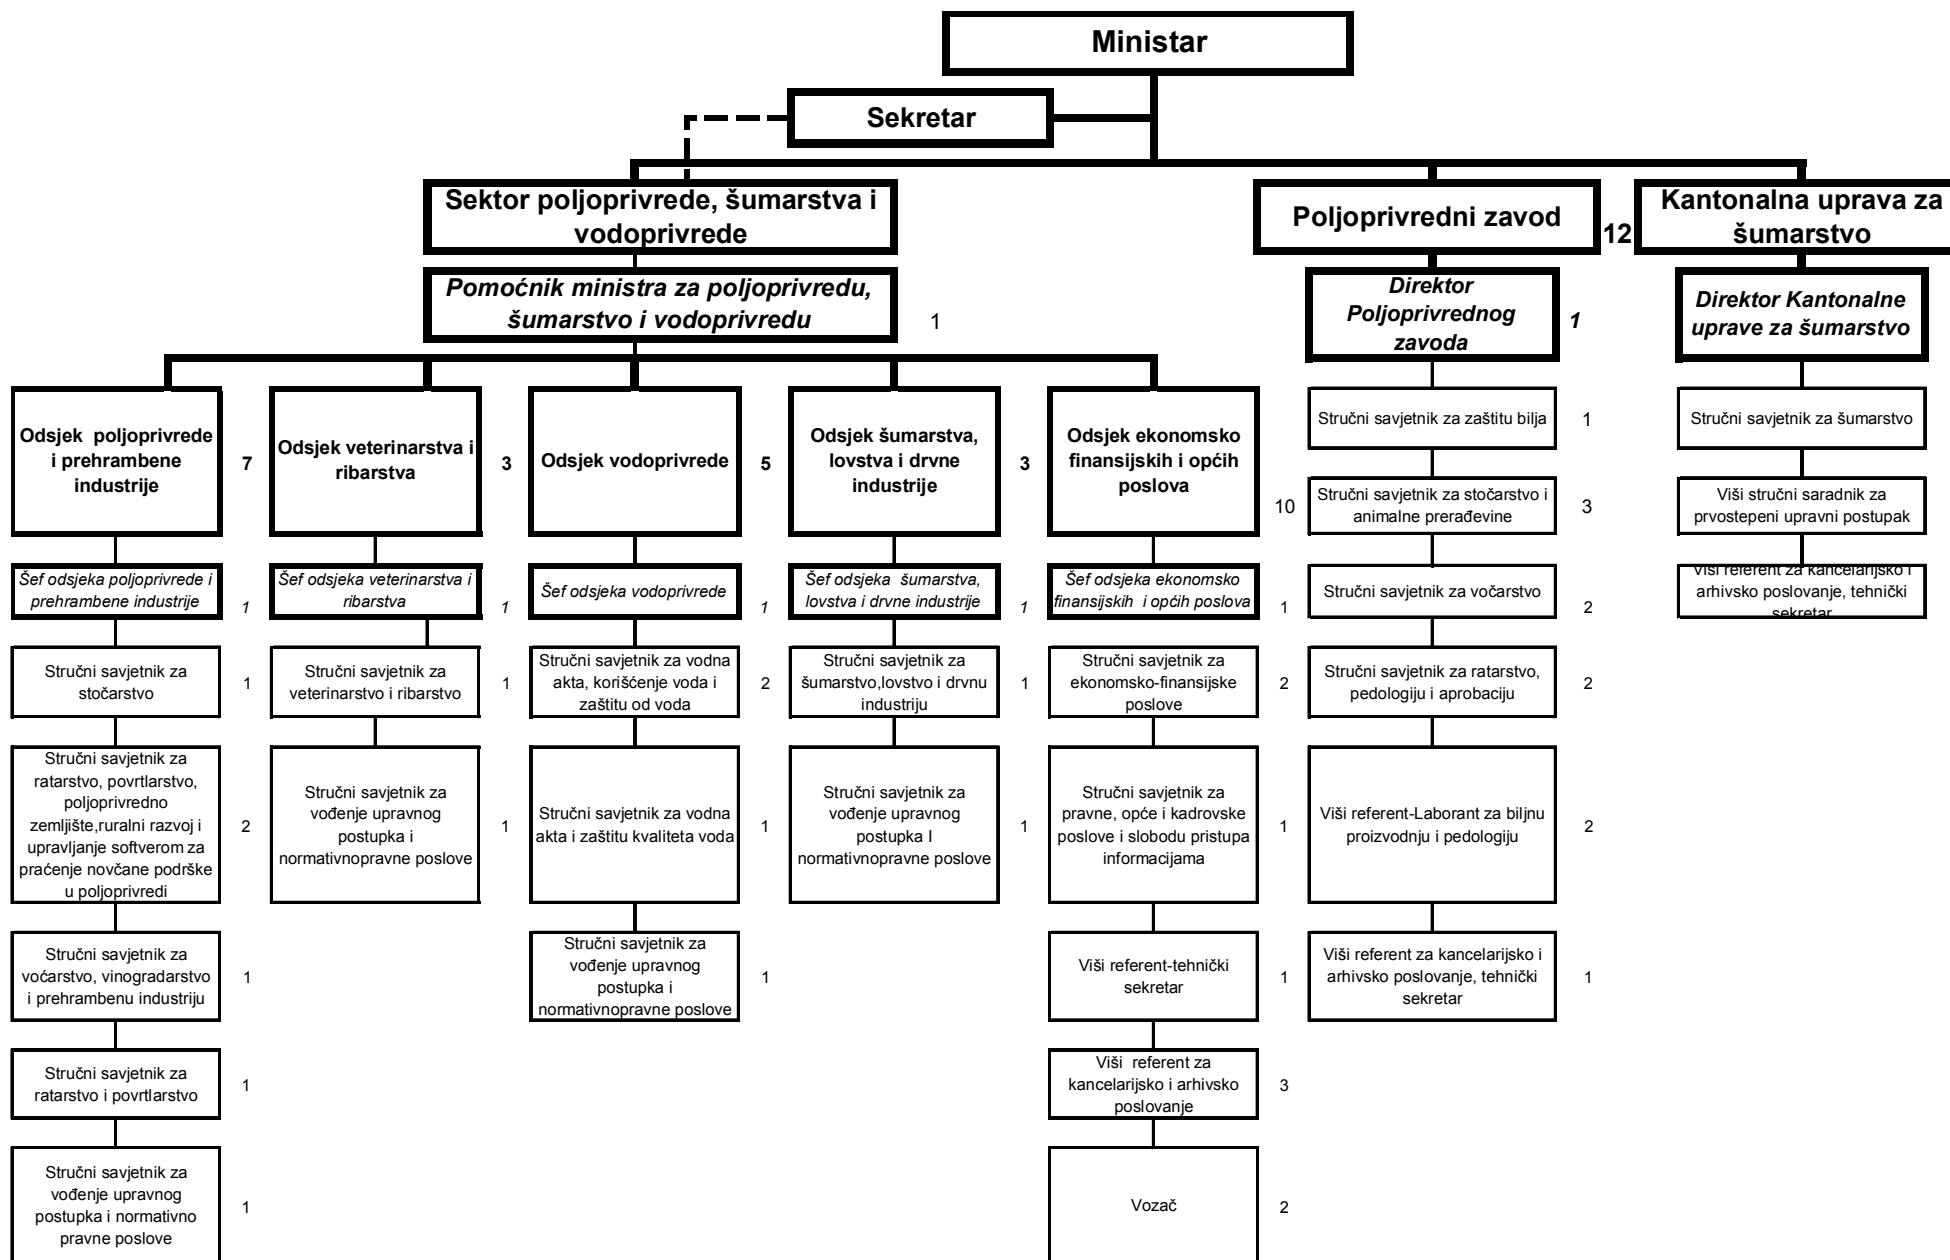 Ministar
Sekretar
Sektor poljoprivrede, šumarstva i
vodoprivrede
Poljoprivredni zavod
12
Kantonalna uprava za
šumarstvo
Pomoćnik ministra za poljoprivredu,
šumarstvo i vodoprivredu
1
Direktor
Poljoprivrednog
zavoda
1
Direktor Kantonalne
uprave za šumarstvo
Odsjek  poljoprivrede
i prehrambene
industrije
7
Odsjek veterinarstva i
ribarstva
3
Odsjek vodoprivrede
5
Odsjek šumarstva,
lovstva i drvne
industrije
3
Odsjek ekonomsko
finansijskih i općih
poslova
10
Šef odsjeka poljoprivrede i
prehrambene industrije
1
Šef odsjeka veterinarstva i
ribarstva
1
Šef odsjeka vodoprivrede
1
Šef odsjeka  šumarstva,
lovstva i drvne industrije
1
Šef odsjeka ekonomsko
finansijskih  i općih poslova
1
Stručni savjetnik za
stočarstvo
1
Stručni savjetnik za
veterinarstvo i ribarstvo
1
Stručni savjetnik za vodna
akta, korišćenje voda i
zaštitu od voda
2
Stručni savjetnik za
šumarstvo,lovstvo i drvnu
industriju
1
Stručni savjetnik za
ekonomsko-finansijske
poslove
2
Stručni savjetnik za
ratarstvo, povrtlarstvo,
poljoprivredno
zemljište,ruralni razvoj i
upravljanje softverom za
praćenje novčane podrške
u poljoprivredi
2
Stručni savjetnik za
vođenje upravnog
postupka i
normativnopravne poslove
1
Stručni savjetnik za vodna
akta i zaštitu kvaliteta voda
1
Stručni savjetnik za
vođenje upravnog
postupka I
normativnopravne poslove
1
Stručni savjetnik za
pravne, opće i kadrovske
poslove i slobodu pristupa
informacijama
1
Stručni savjetnik za
voćarstvo, vinogradarstvo
i prehrambenu industriju
1
Stručni savjetnik za
vođenje upravnog
postupka i
normativnopravne poslove
1
Viši referent-tehnički
sekretar
1
Stručni savjetnik za
ratarstvo i povrtlarstvo
1
Viši  referent za
kancelarijsko i arhivsko
poslovanje
3
Stručni savjetnik za
vođenje upravnog
postupka i normativno
pravne poslove
1
Vozač
2
Stručni savjetnik za zaštitu bilja
1
Stručni savjetnik za stočarstvo i
animalne prerađevine
3
Stručni savjetnik za vočarstvo
2
Stručni savjetnik za ratarstvo,
pedologiju i aprobaciju
2
Viši referent-Laborant za biljnu
proizvodnju i pedologiju
2
Viši referent za kancelarijsko i
arhivsko poslovanje, tehnički
sekretar
1
Stručni savjetnik za šumarstvo
Viši stručni saradnik za
prvostepeni upravni postupak
Viši referent za kancelarijsko i
arhivsko poslovanje, tehnički
sekretar